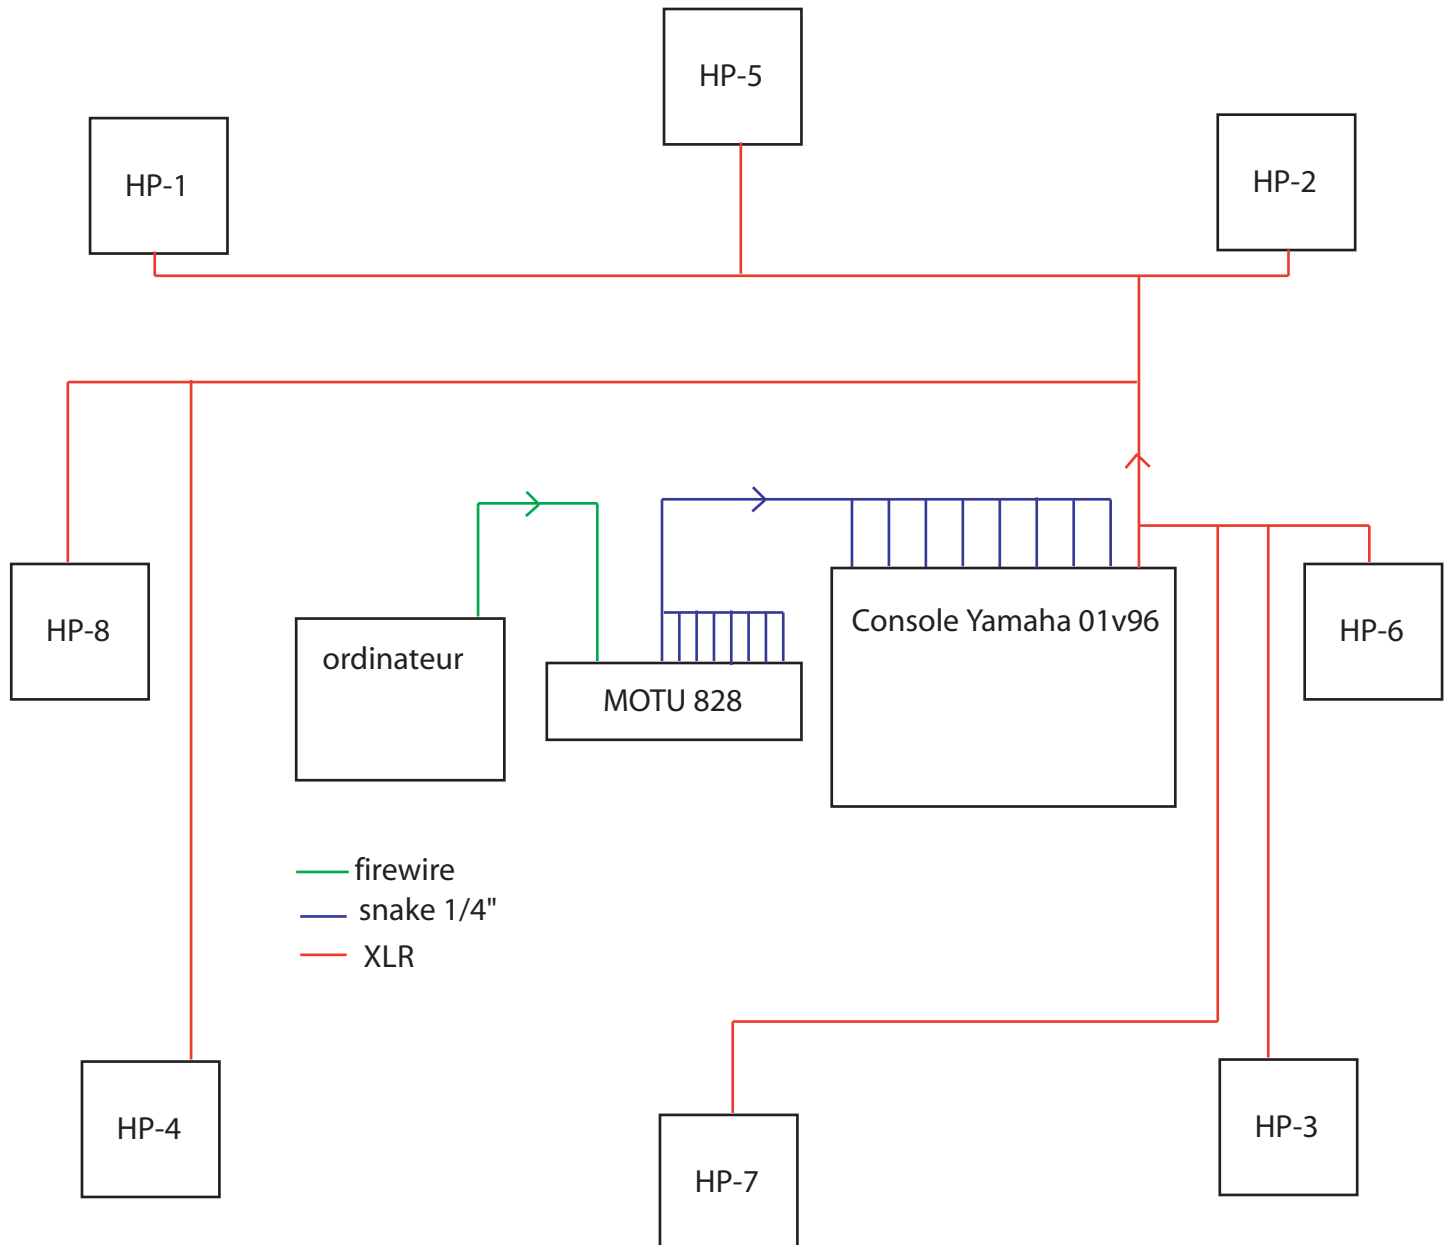 HP-5
HP-1
HP-2
HP-8
ordinateur
MOTU 828
Console Yamaha 01v96
HP-6
firewire
snake 1/4"
XLR
HP-4
HP-7
HP-3